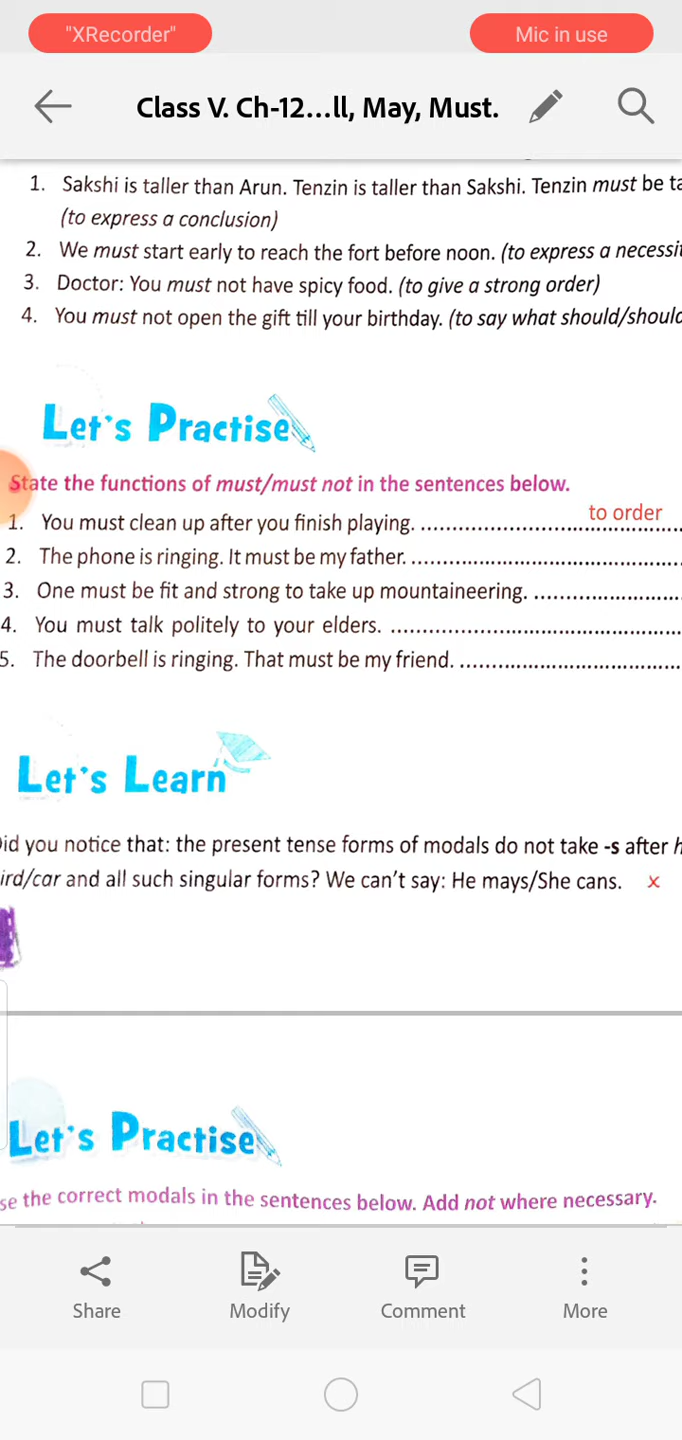 "XRecorder"
Mic in use
Class V. Ch-12...ll, May, Must.
1. Sakshi is taller than Arun. Tenzin is taller than Sakshi. Tenzin must be ta
(to express a conclusion)
2. We must start early to reach the fort before noon. (to express a necessit
3. Doctor: You must not have spicy food. (to give a strong order)
4. You must not open the gift till your birthday. (to say what should/should
Let's Practise
State the functions of must/must not in the sentences below.
1. You must clean up after you finish playing. ........................ to order
2. The phone is ringing. It must be my father. ........................
3. One must be fit and strong to take up mountaineering. ........................
4. You must talk politely to your elders. ........................
5. The doorbell is ringing. That must be my friend. ........................
Let's Learn
Did you notice that: the present tense forms of modals do not take -s after h
ird/car and all such singular forms? We can't say: He mays/She cans. x
Let's Practise
se the correct modals in the sentences below. Add not where necessary.
Share
Modify
Comment
More